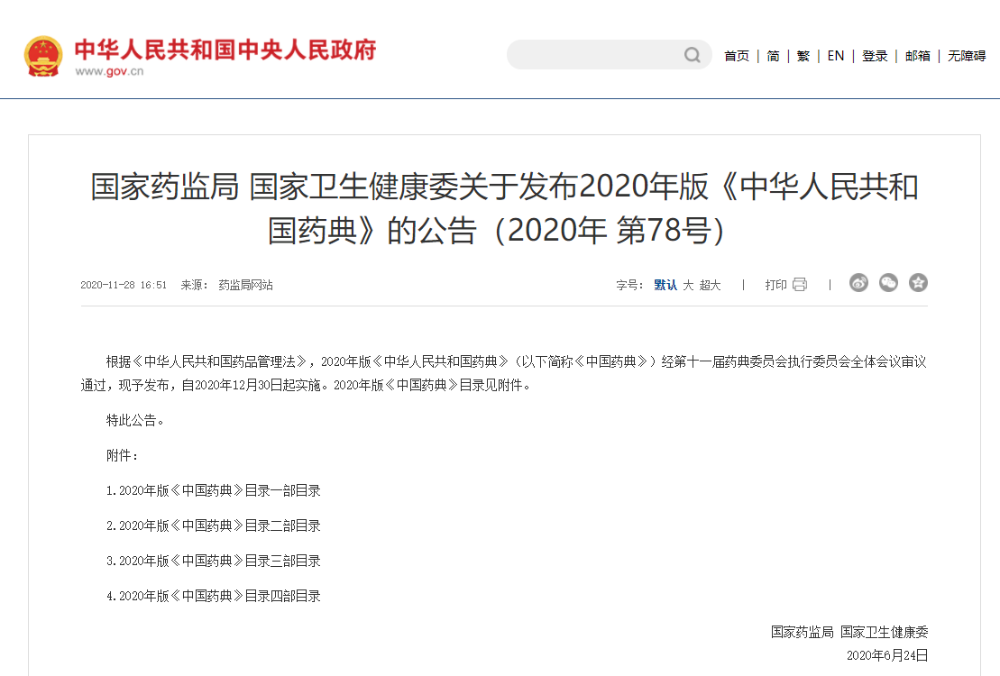 中华人民共和国中央人民政府
www.gov.cn
首页 | 简 | 繁 | EN | 登录 | 邮箱 | 无障碍
国家药监局 国家卫生健康委关于发布2020年版《中华人民共和
国药典》的公告（2020年 第78号）
2020-11-28 16:51 来源： 药监局网站
字号： 默认 大 超大 | 打印 |
根据《中华人民共和国药品管理法》，2020年版《中华人民共和国药典》（以下简称《中国药典》）经第十一届药典委员会执行委员会全体会议审议
通过，现予发布，自2020年12月30日起实施。2020年版《中国药典》目录见附件。
特此公告。
附件：
1.2020年版《中国药典》目录一部目录
2.2020年版《中国药典》目录二部目录
3.2020年版《中国药典》目录三部目录
4.2020年版《中国药典》目录四部目录
国家药监局 国家卫生健康委
2020年6月24日